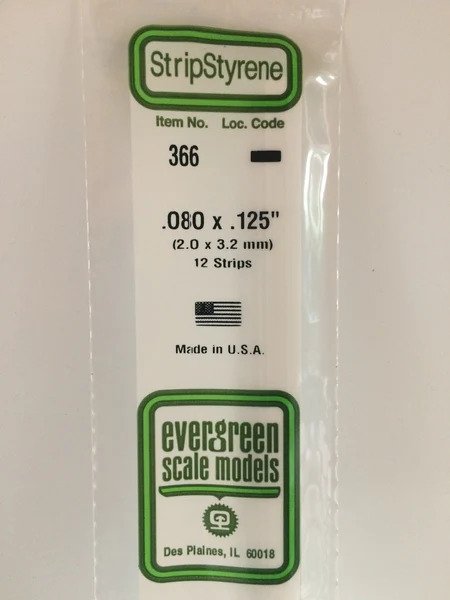 StripStyrene
Item No. Loc. Code
366
.080 x .125"
(2.0 x 3.2 mm)
12 Strips
Made in U.S.A.
evergreen
scale models
Des Plaines, IL 60018